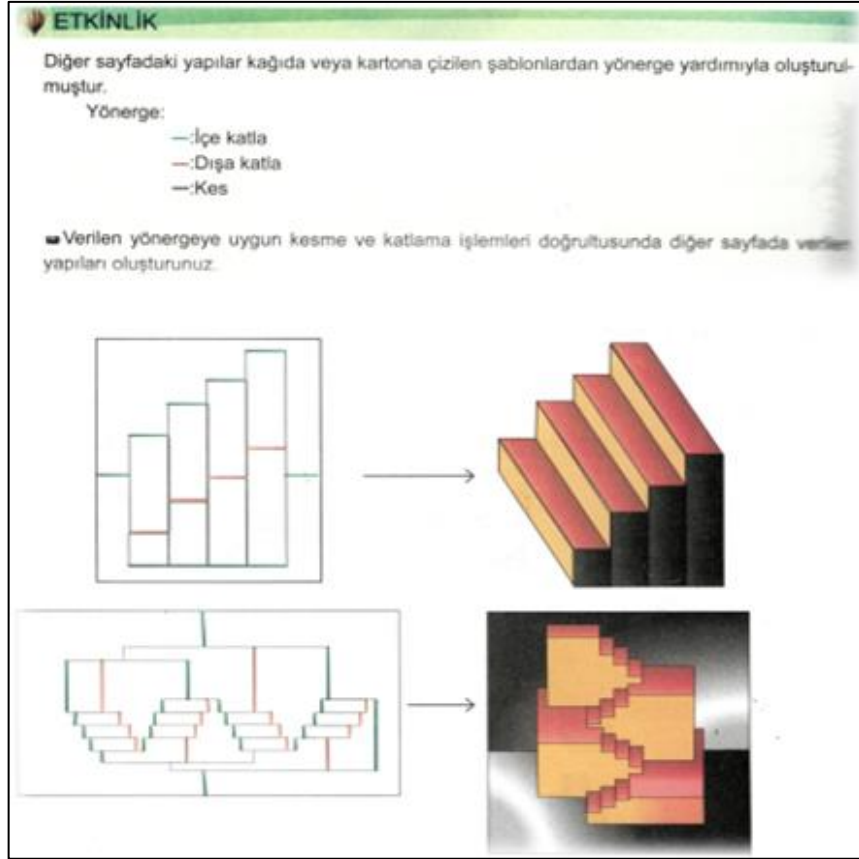 ETKİNLİK
Diğer sayfadaki yapılar kağıda veya kartona çizilen şablonlardan yönerge yardımıyla oluşturul-
muştur.
Yönerge:
—:İçe katla
—:Dışa katla
—:Kes
Verilen yönergeye uygun kesme ve katlama işlemleri doğrultusunda diğer sayfada verilen
yapıları oluşturunuz.